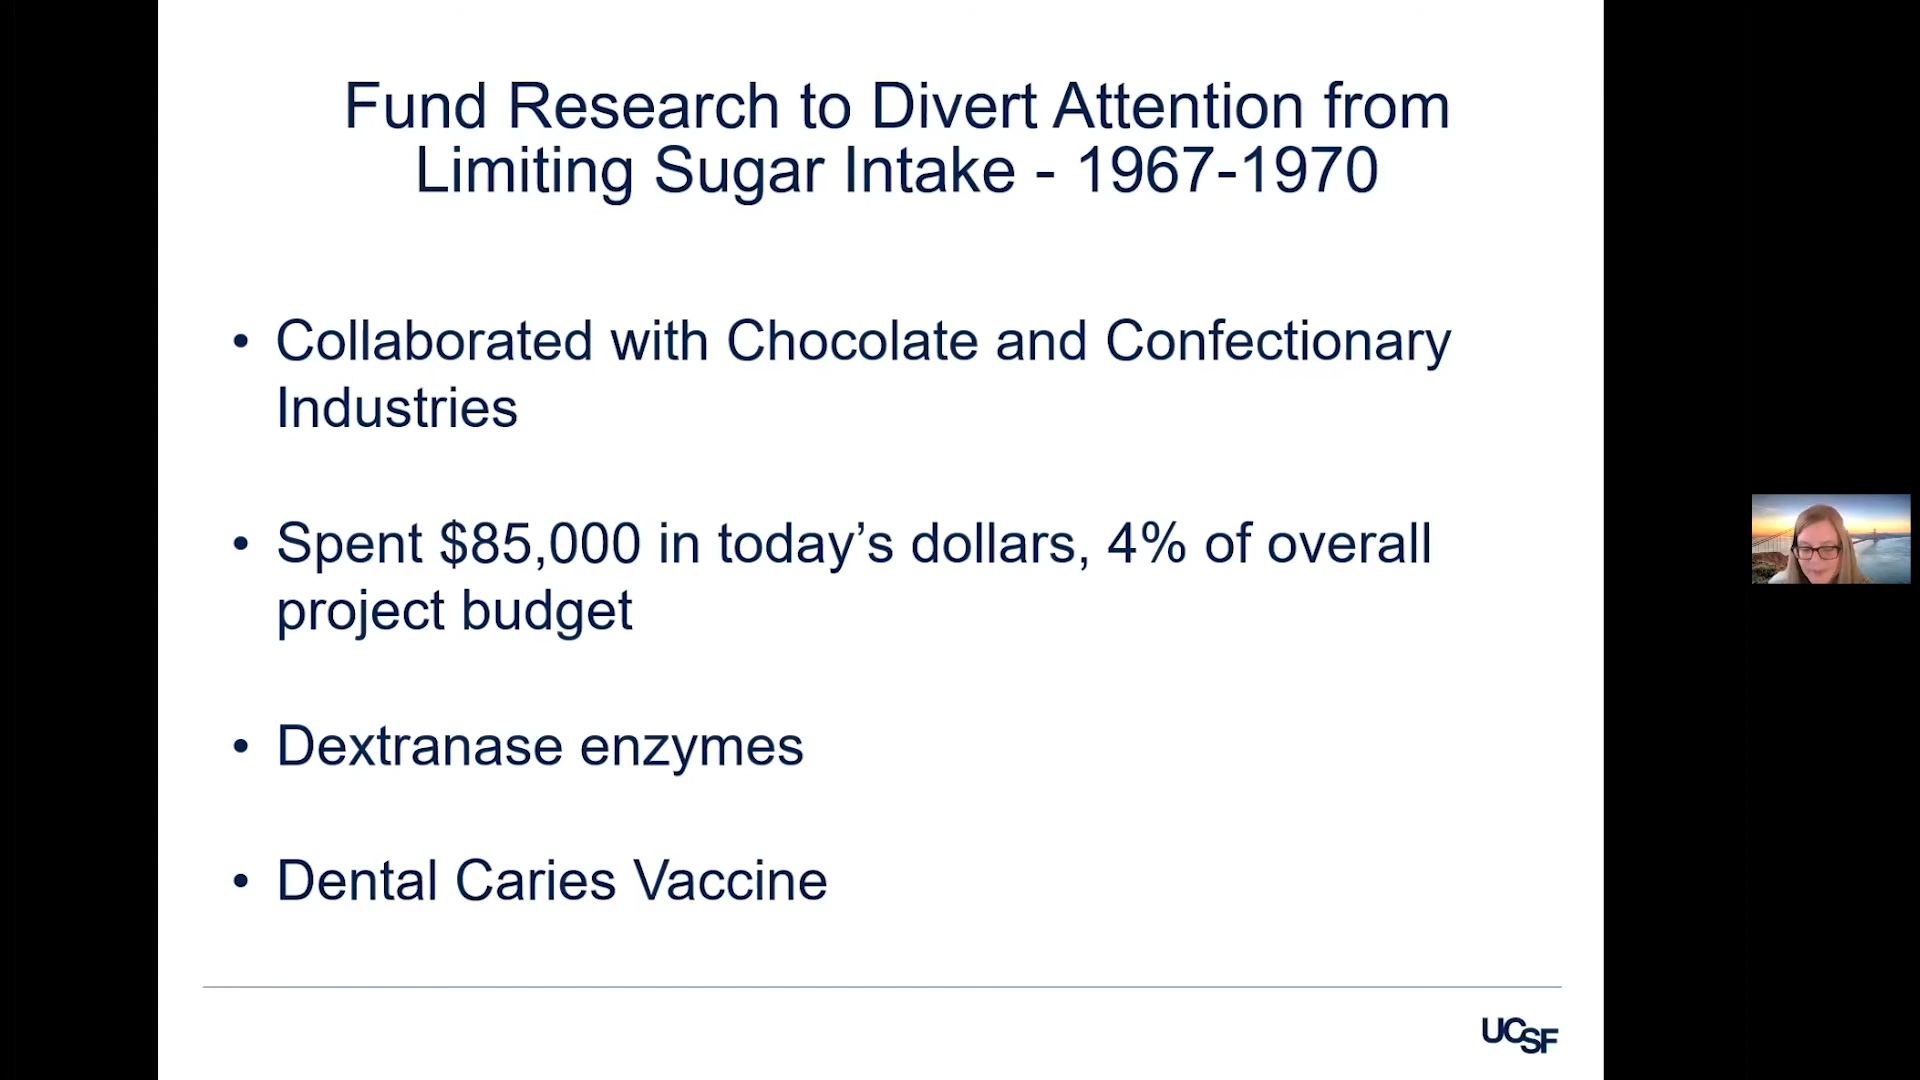 Fund Research to Divert Attention from
Limiting Sugar Intake - 1967-1970
• Collaborated with Chocolate and Confectionary
Industries
• Spent $85,000 in today’s dollars, 4% of overall
project budget
• Dextranase enzymes
• Dental Caries Vaccine
UCSF